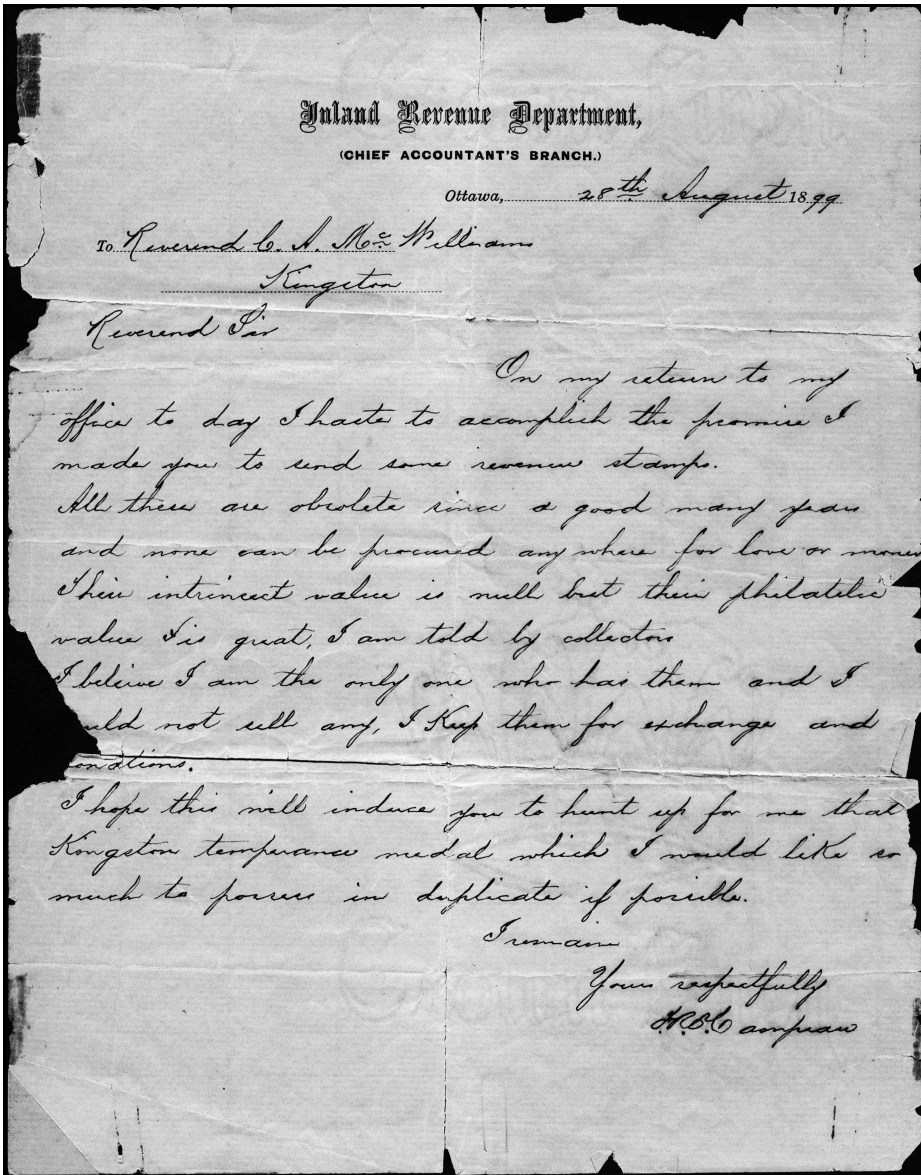 Inland Revenue Department,
(CHIEF ACCOUNTANT'S BRANCH.)
Ottawa, 28th August 1899
To Reverend C. A. Mc Williams
Kingston
Reverend Sir
On my return to my
office to day I haste to accomplish the promise I
made you to send some revenue stamps.
All these are obsolete since a good many years
and none can be procured any where for love or money
Their intrinsect value is null but their philatelic
value is great, I am told by collectors
I beleive I am the only one who has them and I
uld not sell any, I Keep them for exchange and
onations.
I hope this will induce you to hunt up for me that
Kingston temperance medal which I would like so
much to possess in duplicate if possible.
I remain
Yours respectfully
F.R.E. Campeau